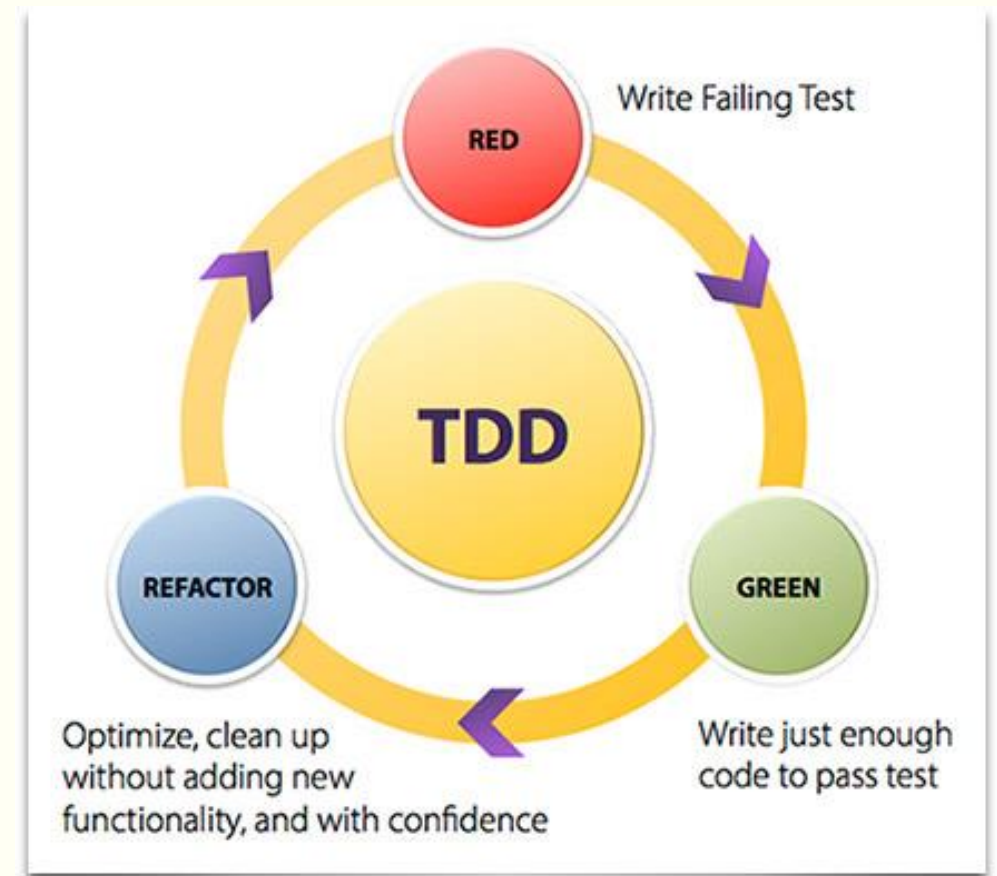 RED
Write Failing Test
TDD
REFACTOR
GREEN
Optimize, clean up
without adding new
functionality, and with confidence
Write just enough
code to pass test